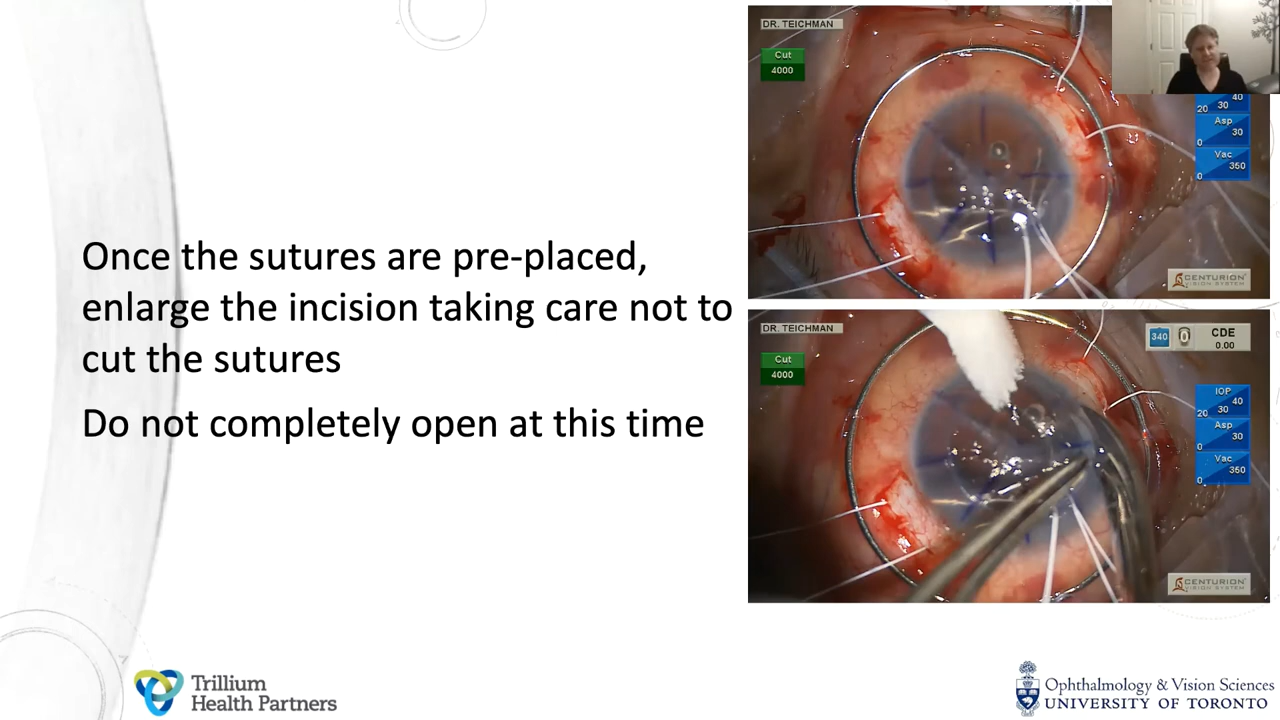 Once the sutures are pre-placed,
enlarge the incision taking care not to
cut the sutures
Do not completely open at this time
DR. TEICHMAN
Cut
4000
40
20 30
Asp
30
0
Vac
350
0
CENTURION
VISION SYSTEM
DR. TEICHMAN
Cut
4000
340 0 CDE
0.00
IOP
40
20 30
Asp
30
0
Vac
350
0
CENTURION
VISION SYSTEM
Trillium
Health Partners
Ophthalmology & Vision Sciences
UNIVERSITY OF TORONTO